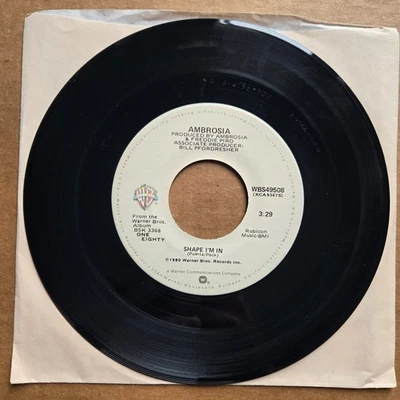 AMBROSIA
PRODUCED BY AMBROSIA
& FREDDIE PIRO
ASSOCIATE PRODUCER:
BILL PFORDRESHER
WBS49508
(XCA9367S)
3:29
From the
Warner Bros.
Album
BSK 3368
ONE
EIGHTY
Rubicon
Music-BMI
SHAPE I'M IN
(Puerta/Pack)
℗1980 Warner Bros. Records Inc.
a Warner Communications Company